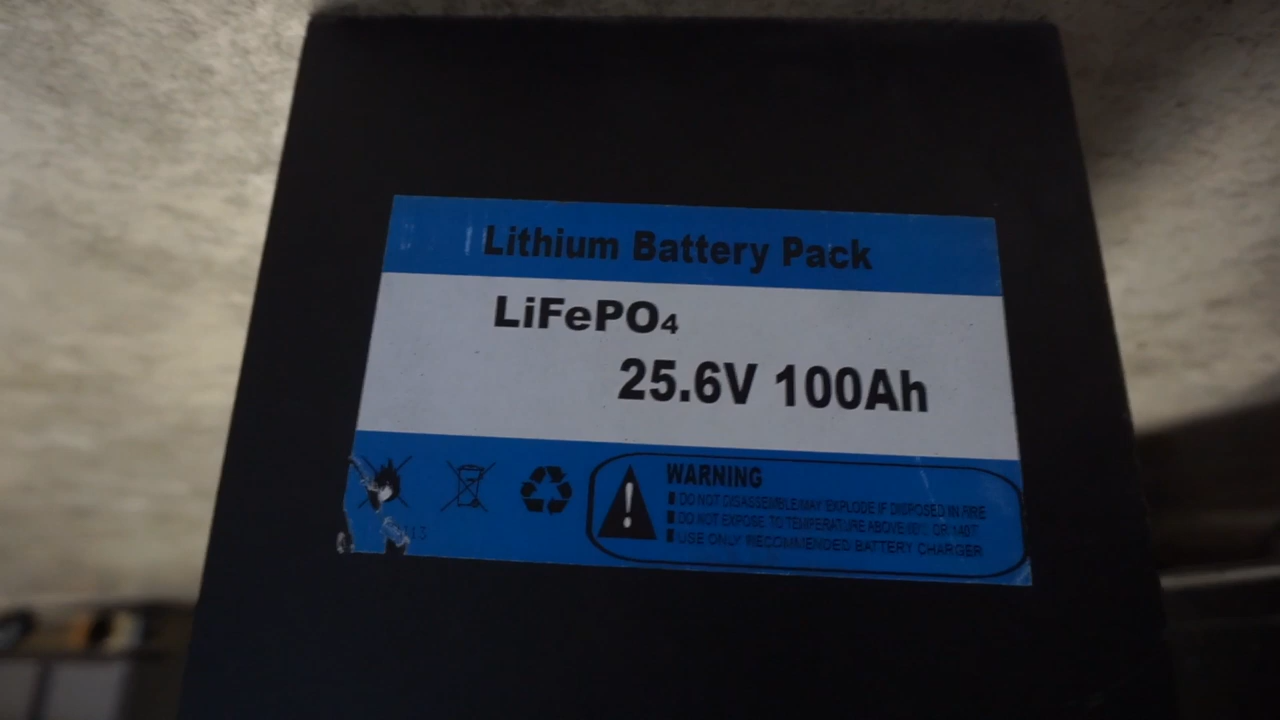 Lithium Battery Pack
LiFePO₄
25.6V 100Ah
WARNING
DO NOT DISASSEMBLE/MAY EXPLODE IF DISPOSED IN FIRE
DO NOT EXPOSE TO TEMPERATURE ABOVE OR
USE ONLY RECOMMENDED BATTERY CHARGER